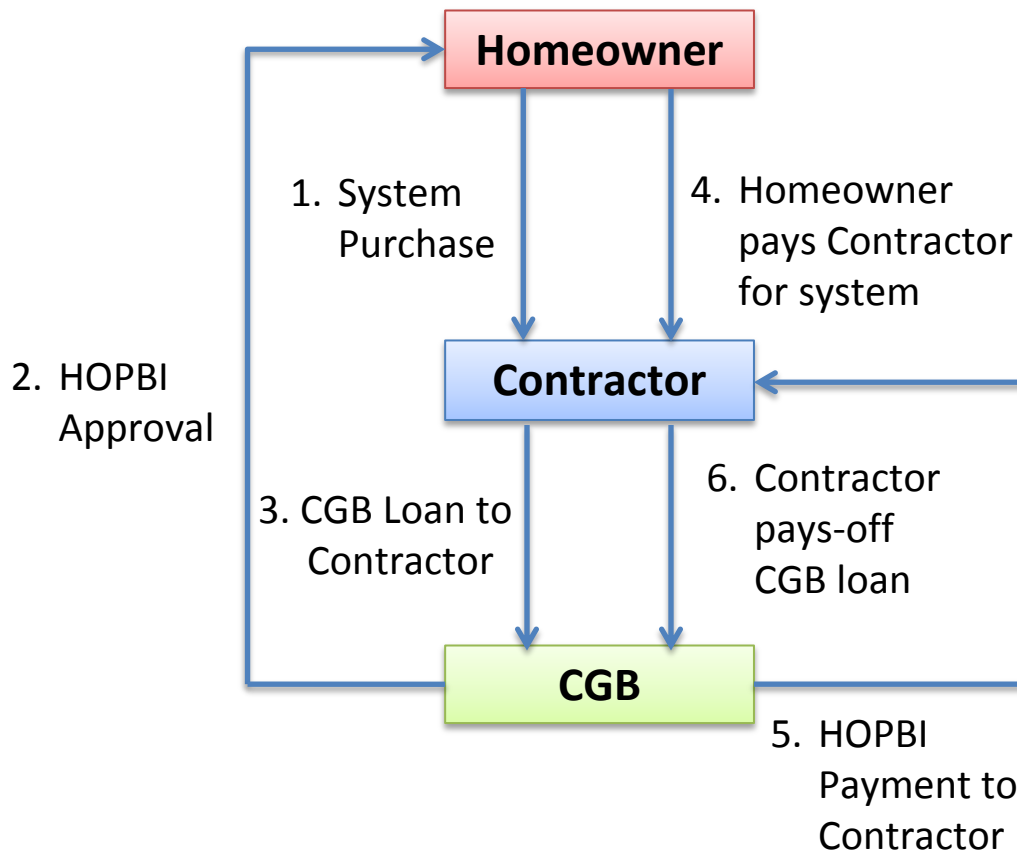 Homeowner
1. System
Purchase
4. Homeowner
pays Contractor
for system
2. HOPBI
Approval
Contractor
3. CGB Loan to
Contractor
6. Contractor
pays-off
CGB loan
CGB
5. HOPBI
Payment to
Contractor